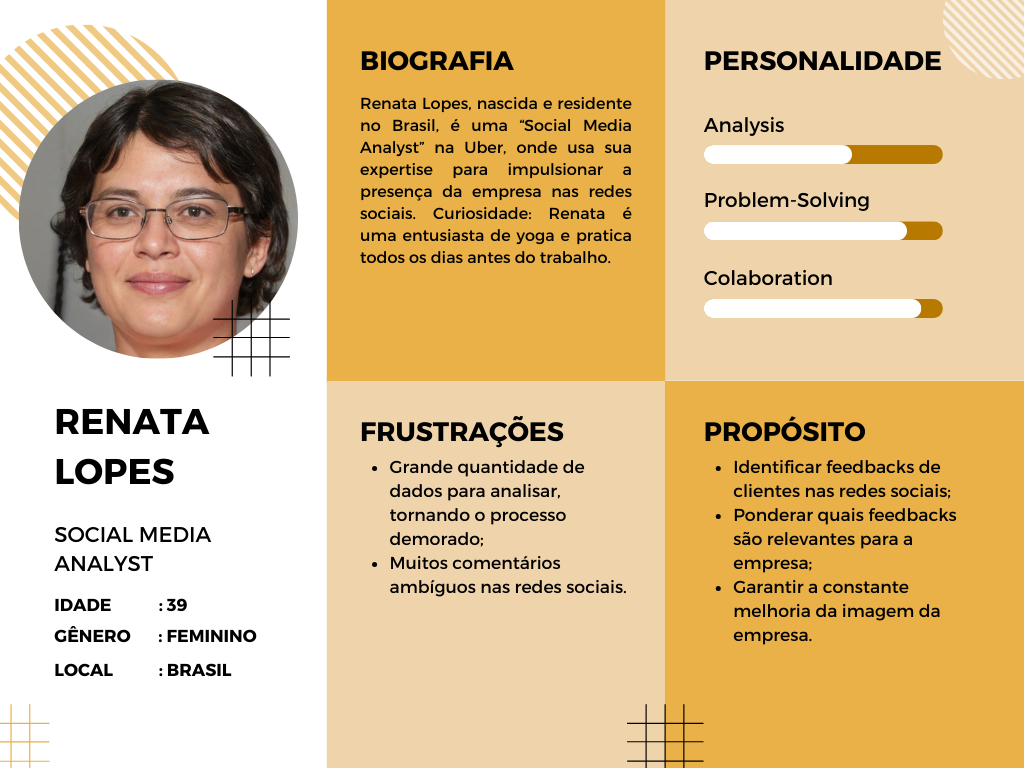 RENATA
LOPES
SOCIAL MEDIA
ANALYST
IDADE : 39
GÊNERO : FEMININO
LOCAL : BRASIL
BIOGRAFIA
Renata Lopes, nascida e residente
no Brasil, é uma “Social Media
Analyst” na Uber, onde usa sua
expertise para impulsionar a
presença da empresa nas redes
sociais. Curiosidade: Renata é
uma entusiasta de yoga e pratica
todos os dias antes do trabalho.
PERSONALIDADE
Analysis
Problem-Solving
Colaboration
FRUSTRAÇÕES
• Grande quantidade de
dados para analisar,
tornando o processo
demorado;
• Muitos comentários
ambíguos nas redes sociais.
PROPÓSITO
• Identificar feedbacks de
clientes nas redes sociais;
• Ponderar quais feedbacks
são relevantes para a
empresa;
• Garantir a constante
melhoria da imagem da
empresa.